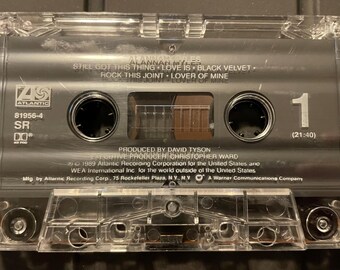 ALANNAH MYLES
STILL GOT THIS THING • LOVE IS • BLACK VELVET •
ROCK THIS JOINT • LOVER OF MINE
ATLANTIC
81956-4
SR
1
(21:40)
PRODUCED BY DAVID TYSON
EXECUTIVE PRODUCER: CHRISTOPHER WARD
℗ © 1989 Atlantic Recording Corporation for the United States and
WEA International Inc. for the world outside of the United States.
Mfg. by Atlantic Recording Corp., 75 Rockefeller Plaza, N.Y., N.Y. A Warner Communications Company